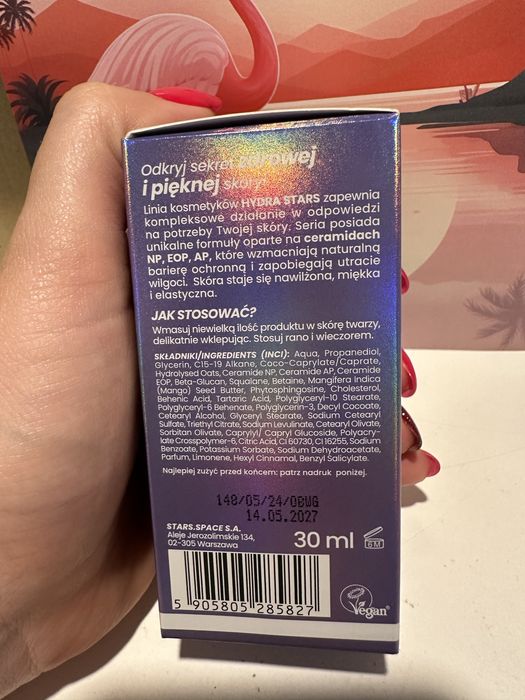 Odkryj sekret zdrowej
i pięknej skóry!
Linia kosmetyków HYDRA STARS zapewnia
kompleksowe działanie w odpowiedzi
na potrzeby Twojej skóry. Seria posiada
unikalne formuły oparte na ceramidach
NP, EOP, AP, które wzmacniają naturalną
barierę ochronną i zapobiegają utracie
wilgoci. Skóra staje się nawilżona, miękka
i elastyczna.
JAK STOSOWAĆ?
Wmasuj niewielką ilość produktu w skórę twarzy,
delikatnie wklepując. Stosuj rano i wieczorem.
SKŁADNIKI/INGREDIENTS (INCI): Aqua, Propanediol,
Glycerin, C15-19 Alkane, Coco-Caprylate/Caprate,
Hydrolysed Oats, Ceramide NP, Ceramide AP, Ceramide
EOP, Beta-Glucan, Squalane, Betaine, Mangifera Indica
(Mango) Seed Butter, Phytosphingosine, Cholesterol,
Behenic Acid, Tartaric Acid, Polyglyceryl-10 Stearate,
Polyglyceryl-6 Behenate, Polyglycerin-3, Decyl Cocoate,
Cetearyl Alcohol, Glyceryl Stearate, Sodium Cetearyl
Sulfate, Triethyl Citrate, Sodium Levulinate, Cetearyl Olivate,
Sorbitan Olivate, Caprylyl/ Capryl Glucoside, Polyacry-
late Crosspolymer-6, Citric Acid, CI 60730, CI 16255, Sodium
Benzoate, Potassium Sorbate, Sodium Dehydroacetate,
Parfum, Limonene, Hexyl Cinnamal, Benzyl Salicylate.
Najlepiej zużyć przed końcem: patrz nadruk poniżej.
148/05/24/OBWG
14.05.2027
STARS.SPACE S.A.
Aleje Jerozolimskie 134,
02-305 Warszawa
30 ml
6M
5 905805 285827
Vegan